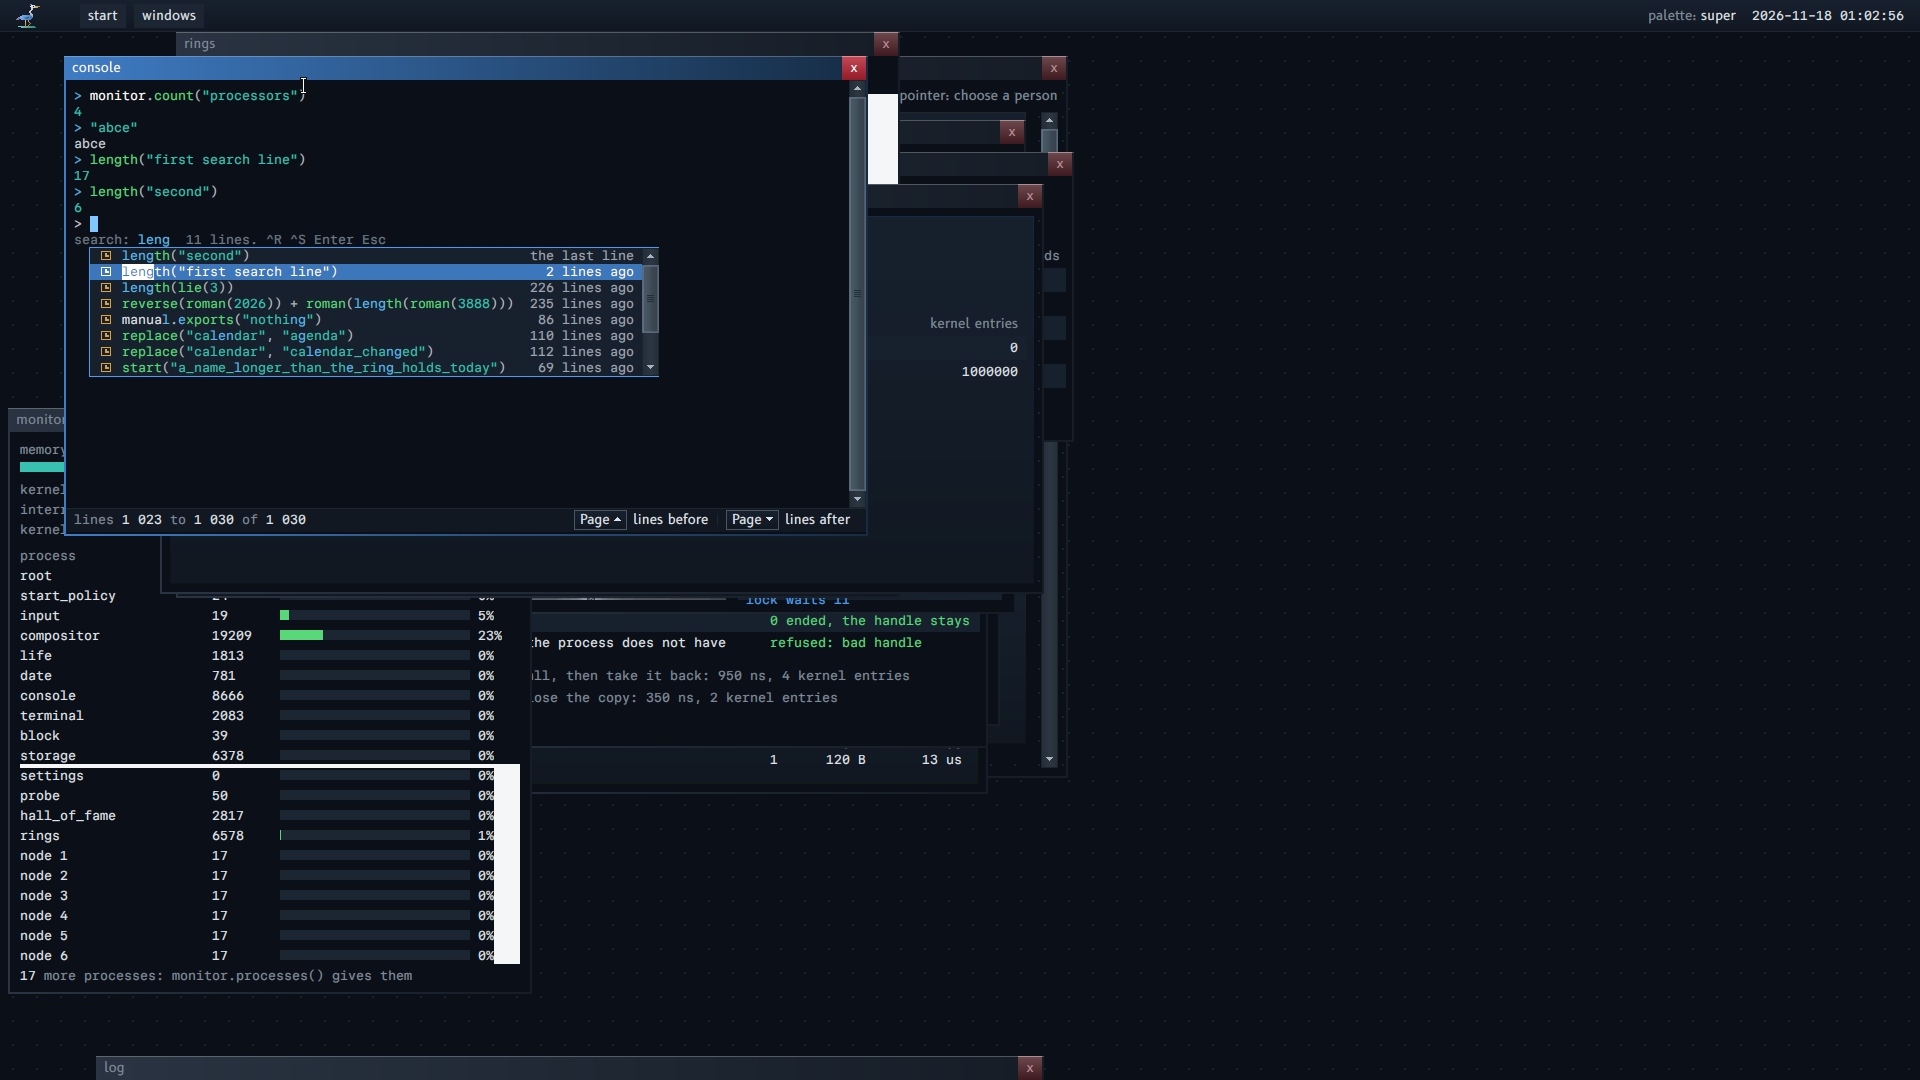 start windows palette: super 2026-11-18 01:02:56
rings x
console x
x
> monitor.count("processors")
pointer: choose a person
4
> "abce"
x
abce
> length("first search line")
x
17
> length("second")
x
6
>
search: leng 11 lines. ^R ^S Enter Esc
length("second") the last line
ds
length("first search line") 2 lines ago
length(lie(3)) 226 lines ago
reverse(roman(2026)) + roman(length(roman(3888))) 235 lines ago
manual.exports("nothing") 86 lines ago
kernel entries
replace("calendar", "agenda") 110 lines ago
0
replace("calendar", "calendar_changed") 112 lines ago
start("a_name_longer_than_the_ring_holds_today") 69 lines ago
1000000
lines 1 023 to 1 030 of 1 030 Page lines before Page lines after
monitor
memory
kernel
kernel
process
root
start_policy
lock waits 11
input 19 5%
0 ended, the handle stays
compositor 19209 23%
the process does not have refused: bad handle
life 1813 0%
date 781 0%
then take it back: 950 ns, 4 kernel entries
console 8666 0%
the copy: 350 ns, 2 kernel entries
terminal 2083 0%
block 39 0%
storage 6378 0%
1 120 B 13 us
settings 0 0%
probe 50 0%
hall_of_fame 2817 0%
rings 6578 1%
node 1 17 0%
node 2 17 0%
node 3 17 0%
node 4 17 0%
node 5 17 0%
node 6 17 0%
17 more processes: monitor.processes() gives them
log x